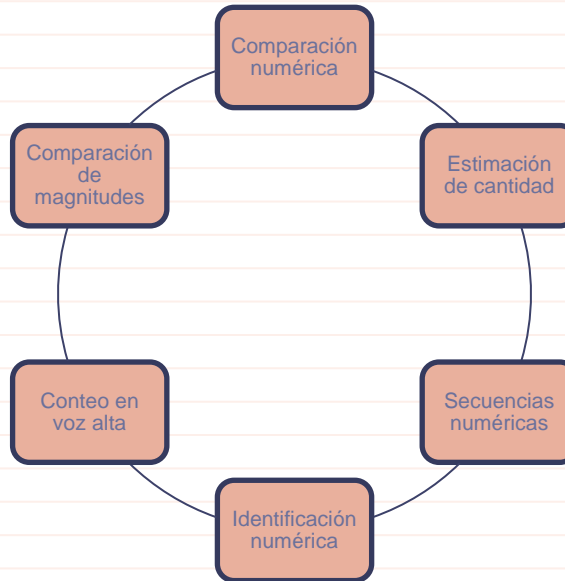 Comparación
numérica
Estimación
de cantidad
Secuencias
numéricas
Identificación
numérica
Conteo en
voz alta
Comparación
de
magnitudes